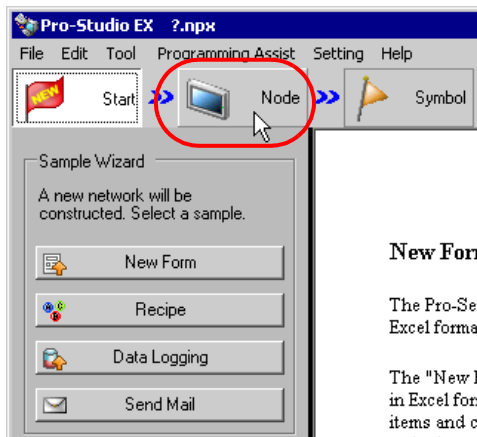 Pro-Studio EX ?.npx
File Edit Tool Programming Assist Setting Help
NEW Start Node Symbol
Sample Wizard
A new network will be
constructed. Select a sample.
New Form
Recipe
Data Logging
Send Mail
New For
The Pro-Se
Excel forma
The "New
in Excel for
items and c